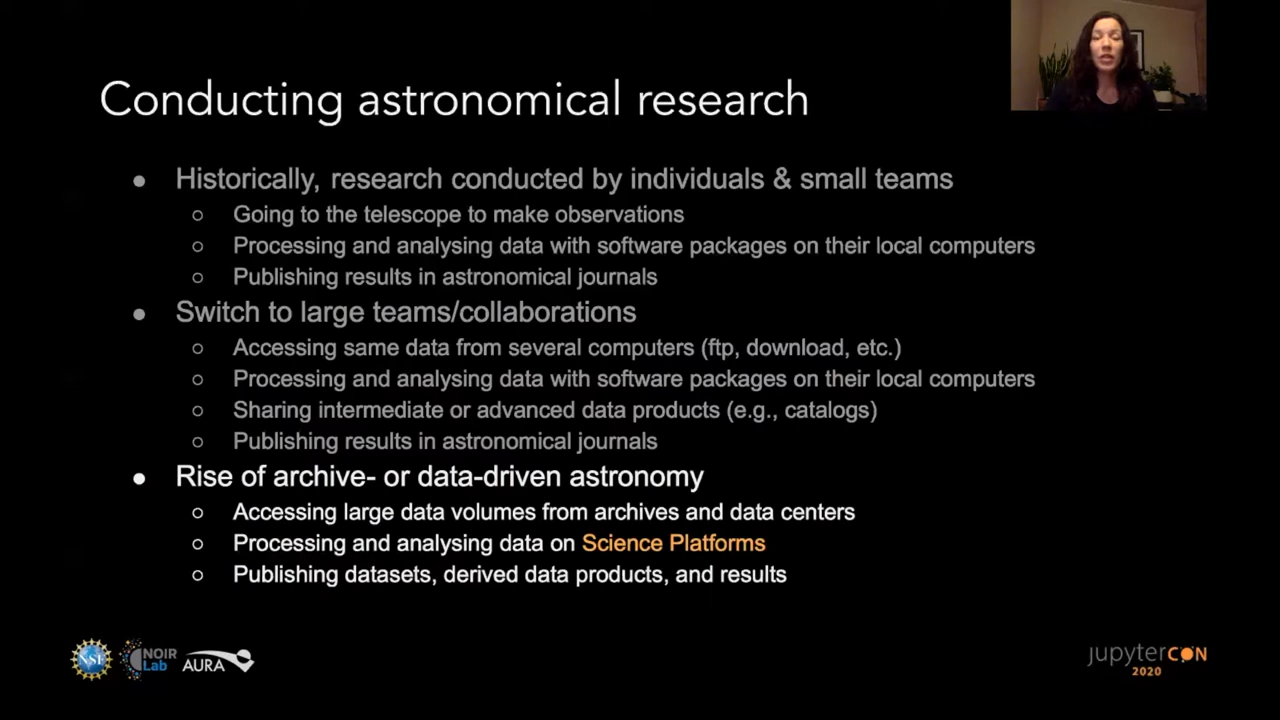 Conducting astronomical research
● Historically, research conducted by individuals & small teams
○ Going to the telescope to make observations
○ Processing and analysing data with software packages on their local computers
○ Publishing results in astronomical journals
● Switch to large teams/collaborations
○ Accessing same data from several computers (ftp, download, etc.)
○ Processing and analysing data with software packages on their local computers
○ Sharing intermediate or advanced data products (e.g., catalogs)
○ Publishing results in astronomical journals
● Rise of archive- or data-driven astronomy
○ Accessing large data volumes from archives and data centers
○ Processing and analysing data on Science Platforms
○ Publishing datasets, derived data products, and results
NSF
NOIR
Lab
AURA
jupytercon
2020